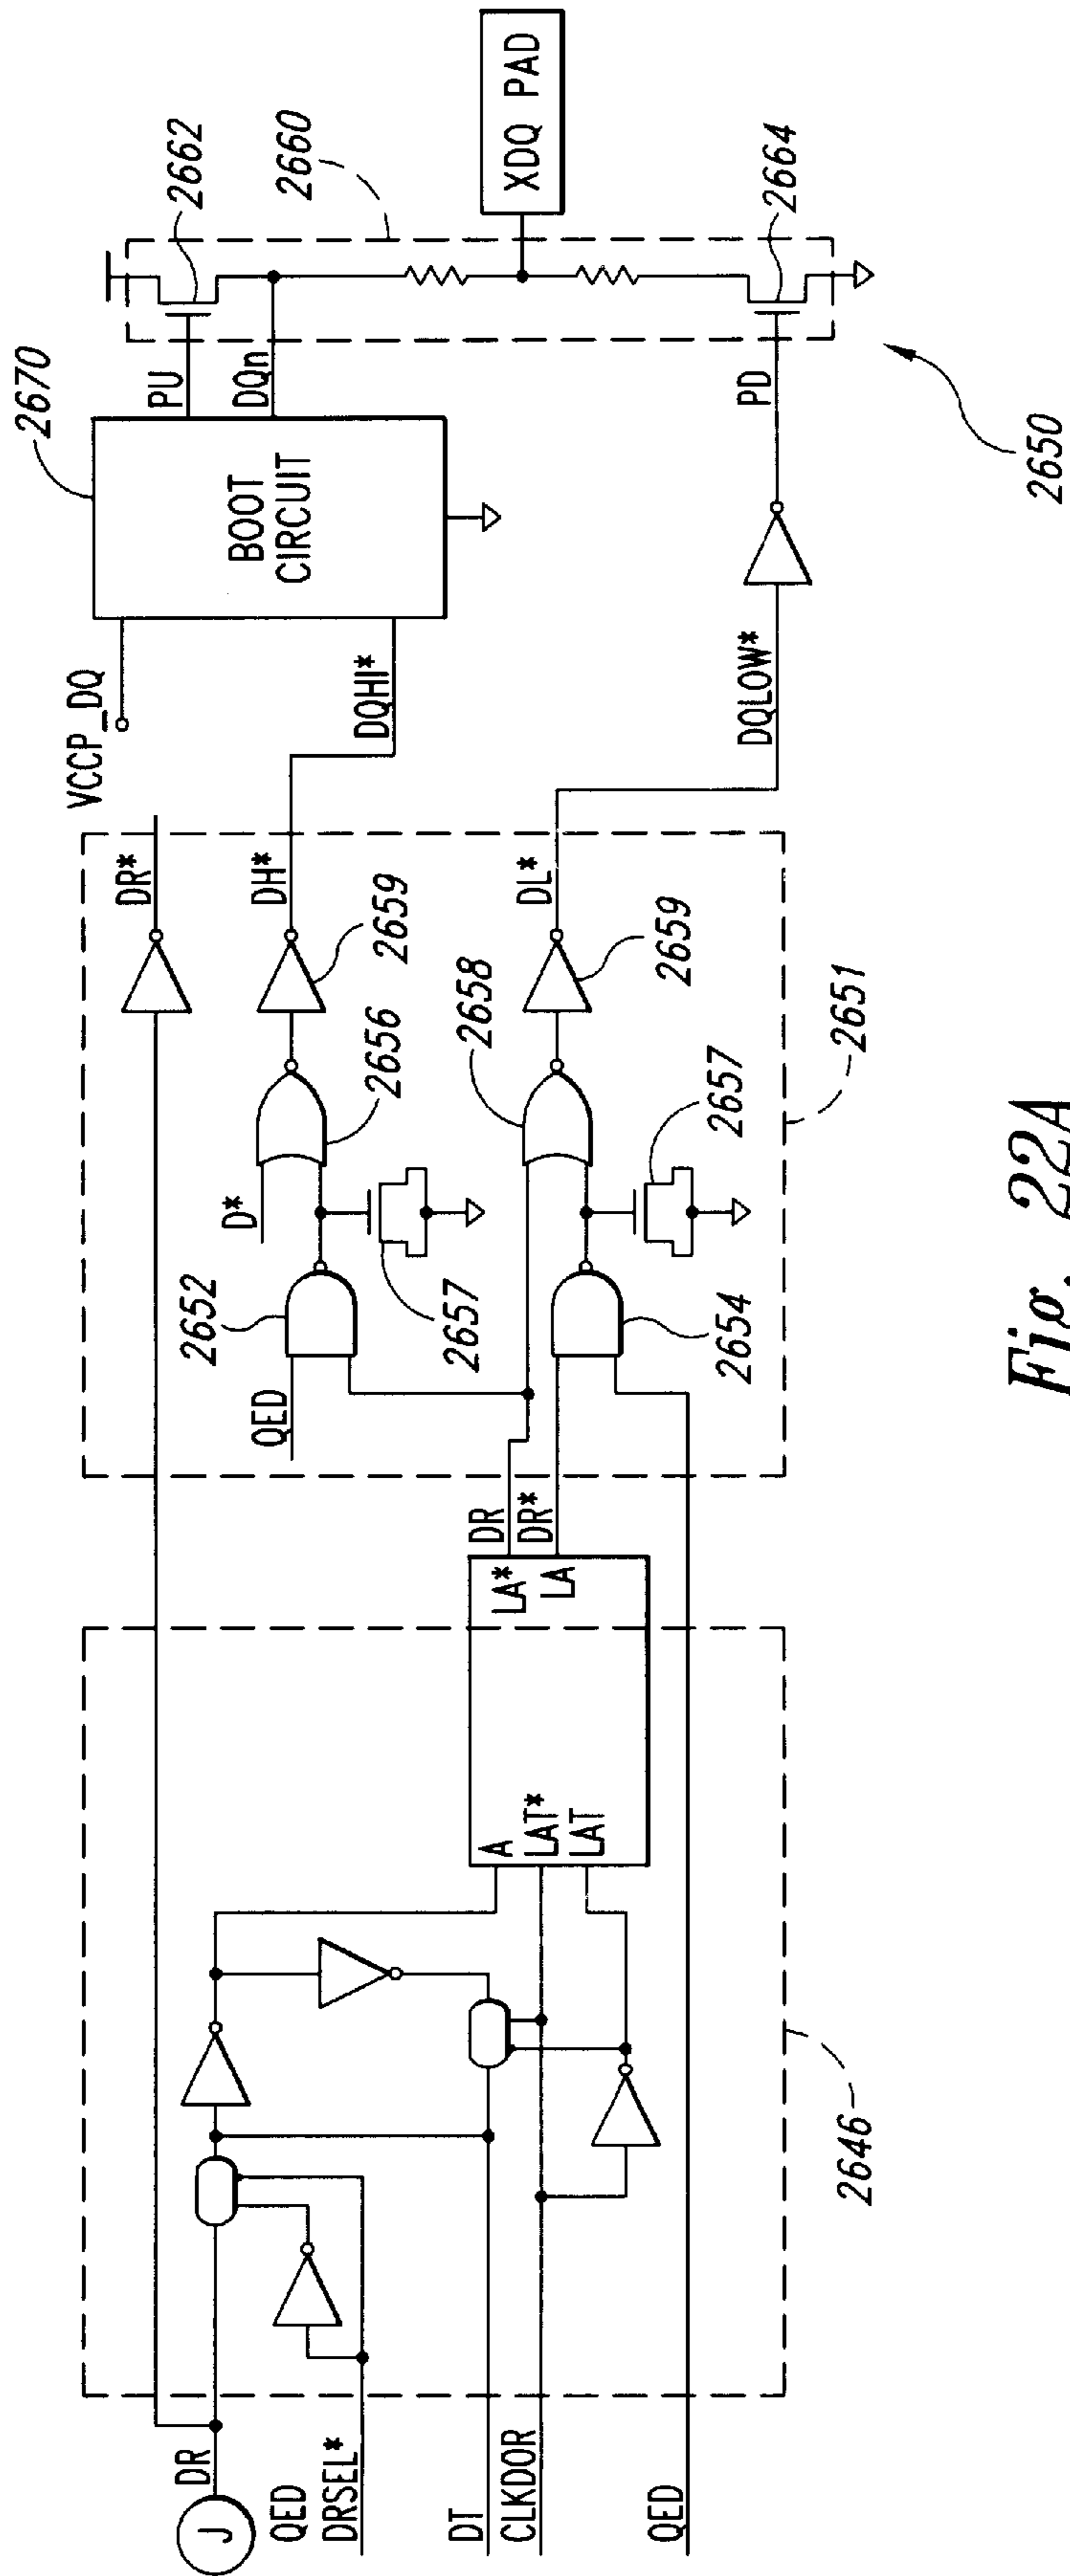 J
DR
QED
DRSEL*
DT
CLKDOR
QED
2646
A
LAT*
LAT
LA*
LA
DR
DR*
QED
D*
2652
2657
2654
2656
2658
2657
2659
2659
2651
DR*
DH*
DL*
VCCP_DQ
DQHI*
DQLOW*
BOOT
CIRCUIT
2670
PU
DQn
PD
2662
2660
2664
XDQ PAD
2650
Fig. 22A